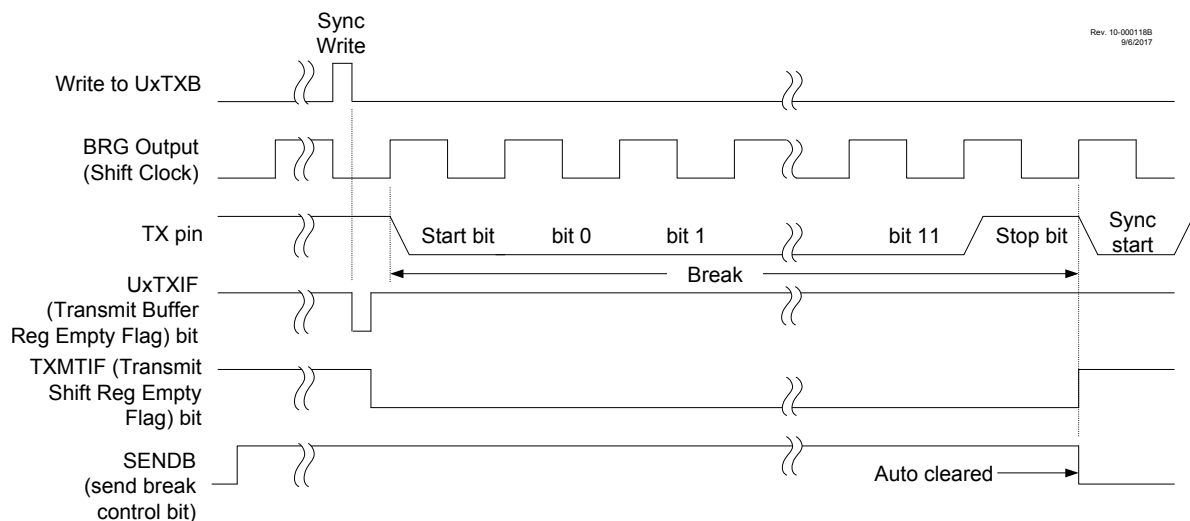 Sync
Write
Rev. 10-000118B
9/6/2017
Write to UxTXB
BRG Output
(Shift Clock)
TX pin
Start bit
bit 0
bit 1
bit 11
Stop bit
Sync
start
Break
UxTXIF
(Transmit Buffer
Reg Empty Flag) bit
TXMTIF (Transmit
Shift Reg Empty
Flag) bit
SENDB
(send break
control bit)
Auto cleared